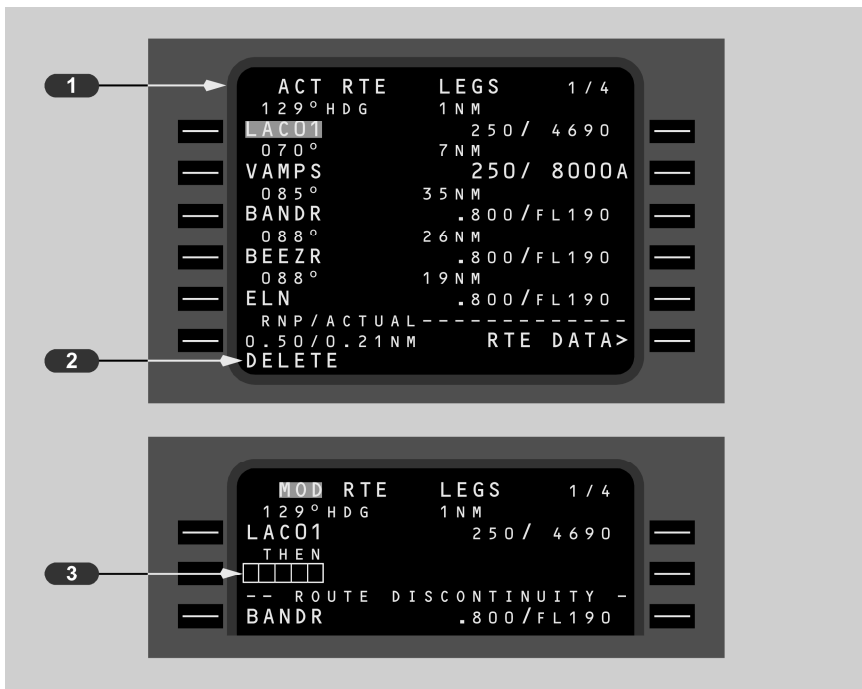 1
ACT RTE LEGS 1/4
129°HDG 1NM
LACO1 250/ 4690
070° 7NM
VAMPS 250/ 8000A
085° 35NM
BANDR .800/FL190
088° 26NM
BEEZR .800/FL190
088° 19NM
ELN .800/FL190
RNP/ACTUAL-------------
0.50/0.21NM RTE DATA>
2
DELETE
MOD RTE LEGS 1/4
129°HDG 1NM
LACO1 250/ 4690
THEN
3
□□□□□
-- ROUTE DISCONTINUITY -
BANDR .800/FL190